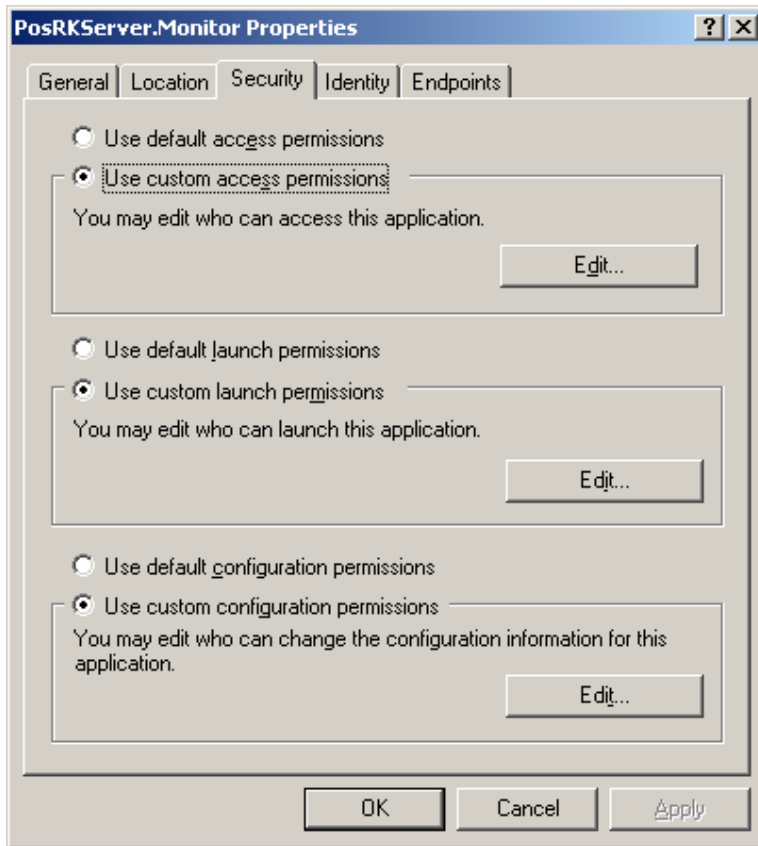 PosRKServer.Monitor Properties
General Location Security Identity Endpoints
Use default access permissions
Use custom access permissions
You may edit who can access this application.
Edit...
Use default launch permissions
Use custom launch permissions
You may edit who can launch this application.
Edit...
Use default configuration permissions
Use custom configuration permissions
You may edit who can change the configuration information for this
application.
Edit...
OK Cancel Apply